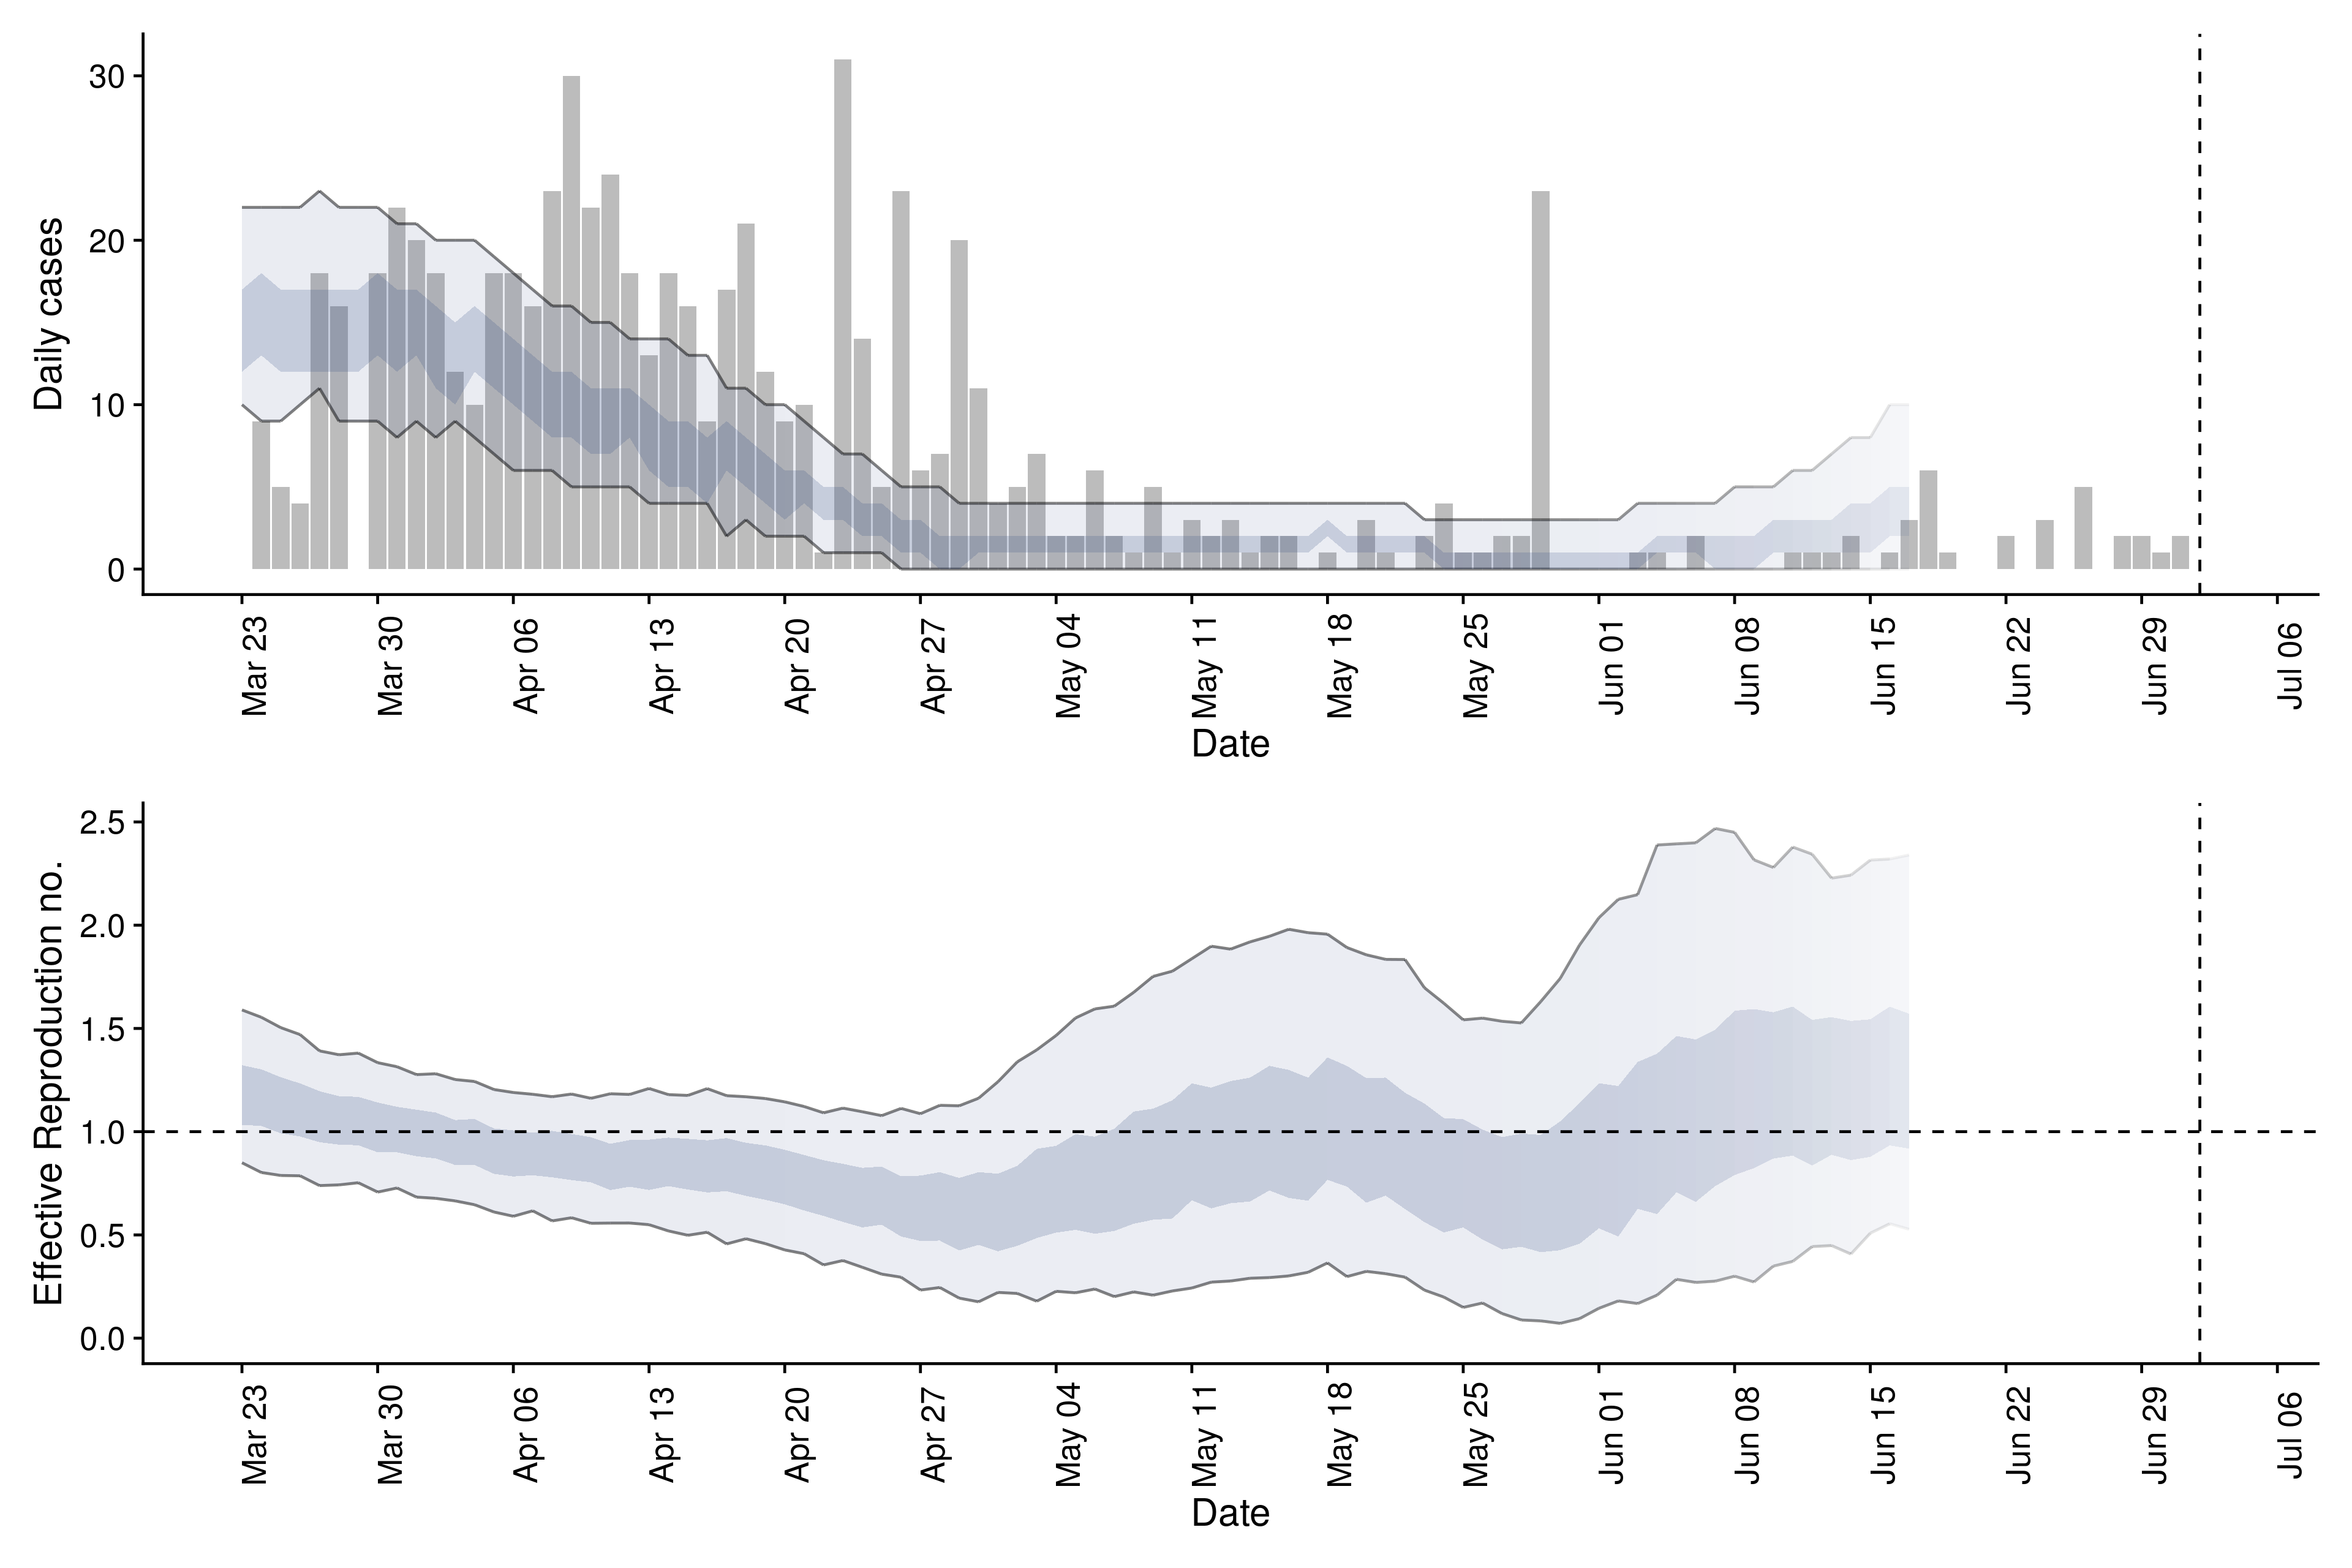 Daily cases
30
20
10
0
Mar 23
Mar 30
Apr 06
Apr 13
Apr 20
Apr 27
May 04
May 11
May 18
May 25
Jun 01
Jun 08
Jun 15
Jun 22
Jun 29
Jul 06
Date
Effective Reproduction no.
2.5
2.0
1.5
1.0
0.5
0.0
Mar 23
Mar 30
Apr 06
Apr 13
Apr 20
Apr 27
May 04
May 11
May 18
May 25
Jun 01
Jun 08
Jun 15
Jun 22
Jun 29
Jul 06
Date